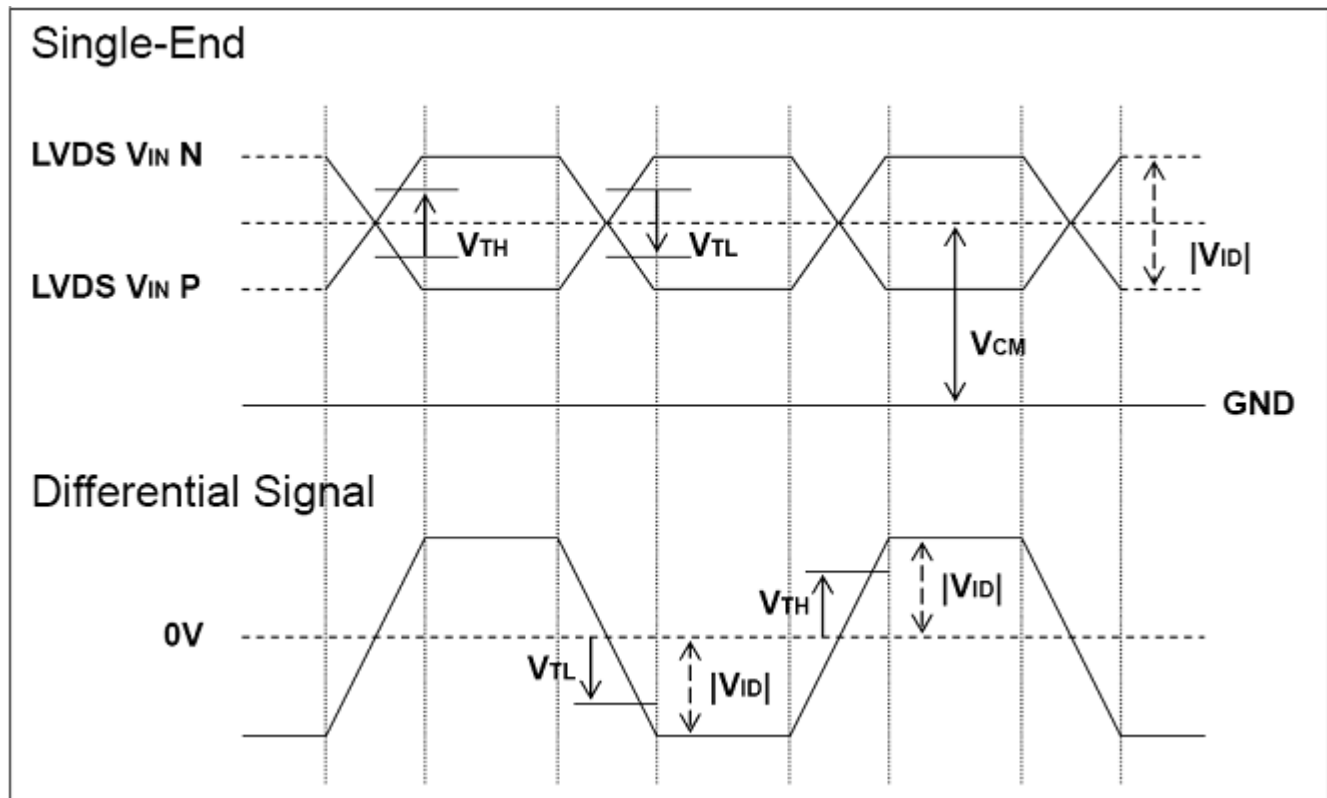 Single-End
LVDS VIN N
VTH
VTL
|VID|
LVDS VIN P
VCM
GND
Differential Signal
|VID|
VTH
0V
VTL
|VID|